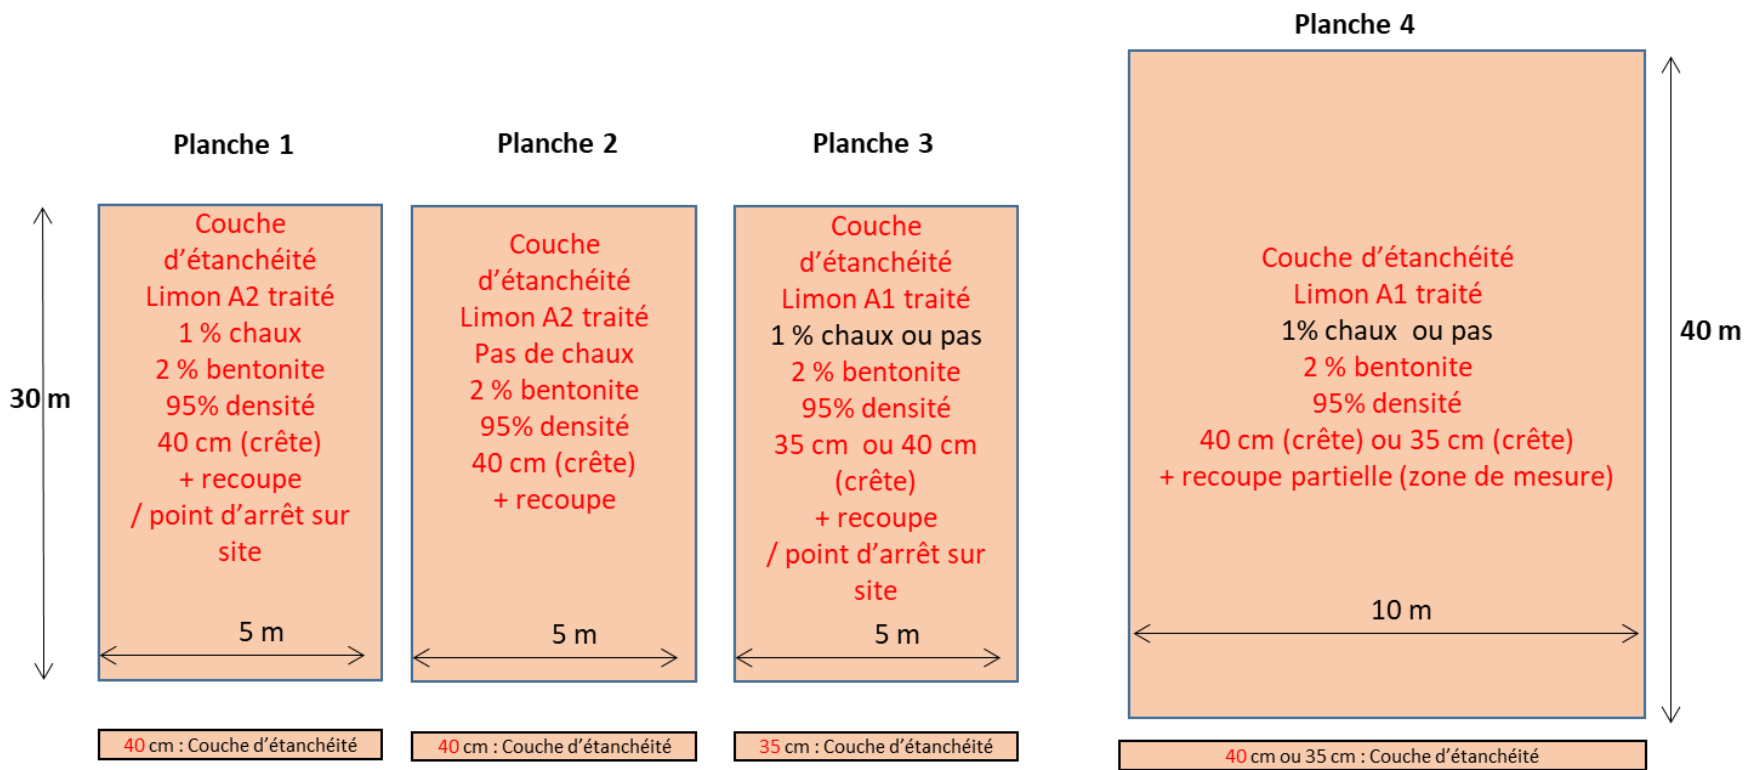 Planche 1
Couche
d’étanchéité
Limon A2 traité
1 % chaux
2 % bentonite
95% densité
40 cm (crête)
+ recoupe
/ point d’arrêt sur
site
5 m
30 m
40 cm : Couche d’étanchéité
Planche 2
Couche
d’étanchéité
Limon A2 traité
Pas de chaux
2 % bentonite
95% densité
40 cm (crête)
+ recoupe
5 m
40 cm : Couche d’étanchéité
Planche 3
Couche
d’étanchéité
Limon A1 traité
1 % chaux ou pas
2 % bentonite
95% densité
35 cm ou 40 cm
(crête)
+ recoupe
/ point d’arrêt sur
site
5 m
35 cm : Couche d’étanchéité
Planche 4
Couche d’étanchéité
Limon A1 traité
1% chaux ou pas
2 % bentonite
95% densité
40 cm (crête) ou 35 cm (crête)
+ recoupe partielle (zone de mesure)
10 m
40 m
40 cm ou 35 cm : Couche d’étanchéité